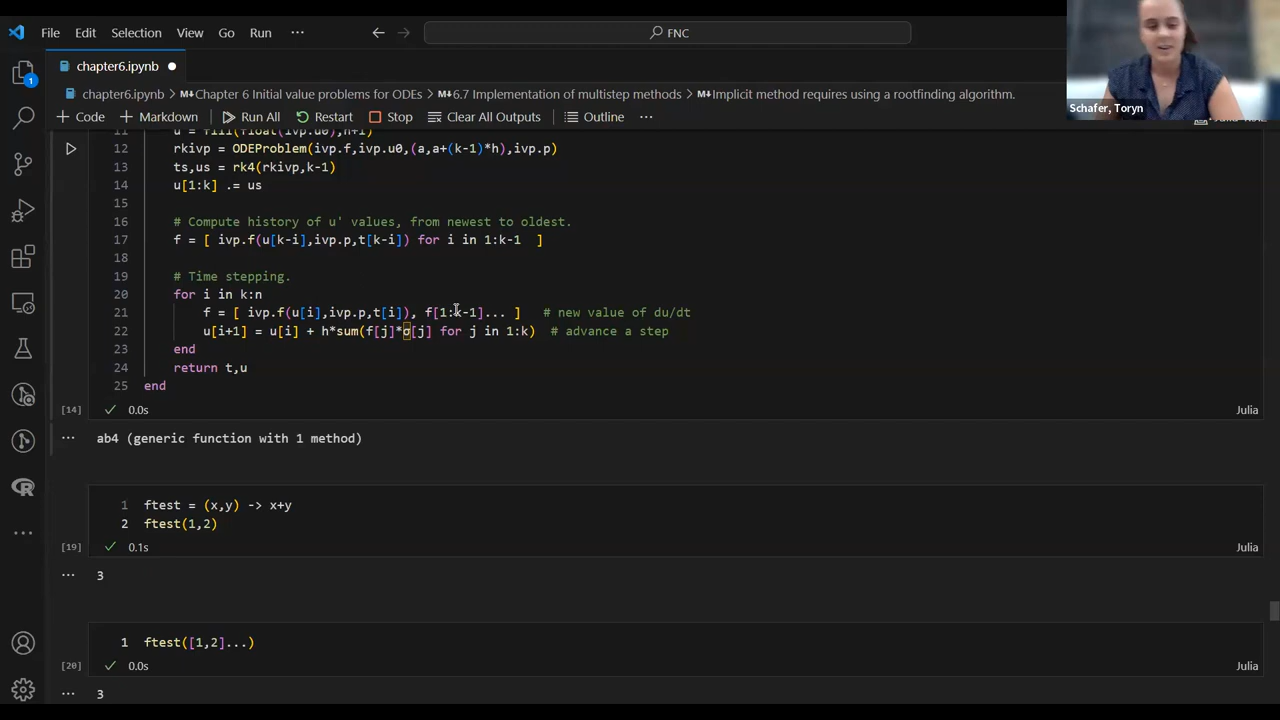 File Edit Selection View Go Run ··· FNC
chapter6.ipynb
chapter6.ipynb > Chapter 6 Initial value problems for ODEs > 6.7 Implementation of multistep methods > Implicit method requires using a rootfinding algorithm.
+ Code + Markdown Run All Restart Stop Clear All Outputs Outline ···
Schafer, Toryn
1
11 u = fill(float(ivp.u0),n+1)
12 rkivp = ODEProblem(ivp.f,ivp.u0,(a,a+(k-1)*h),ivp.p)
13 ts,us = rk4(rkivp,k-1)
14 u[1:k] .= us
15
16 # Compute history of u' values, from newest to oldest.
17 f = [ ivp.f(u[k-i],ivp.p,t[k-i]) for i in 1:k-1 ]
18
19 # Time stepping.
20 for i in k:n
21 f = [ ivp.f(u[i],ivp.p,t[i]), f[1:k-1]... ] # new value of du/dt
22 u[i+1] = u[i] + h*sum(f[j]*σ[j] for j in 1:k) # advance a step
23 end
24 return t,u
25 end
[14] 0.0s Julia
ab4 (generic function with 1 method)
1 ftest = (x,y) -> x+y
2 ftest(1,2)
[19] 0.1s Julia
3
1 ftest([1,2]...)
[20] 0.0s Julia
3